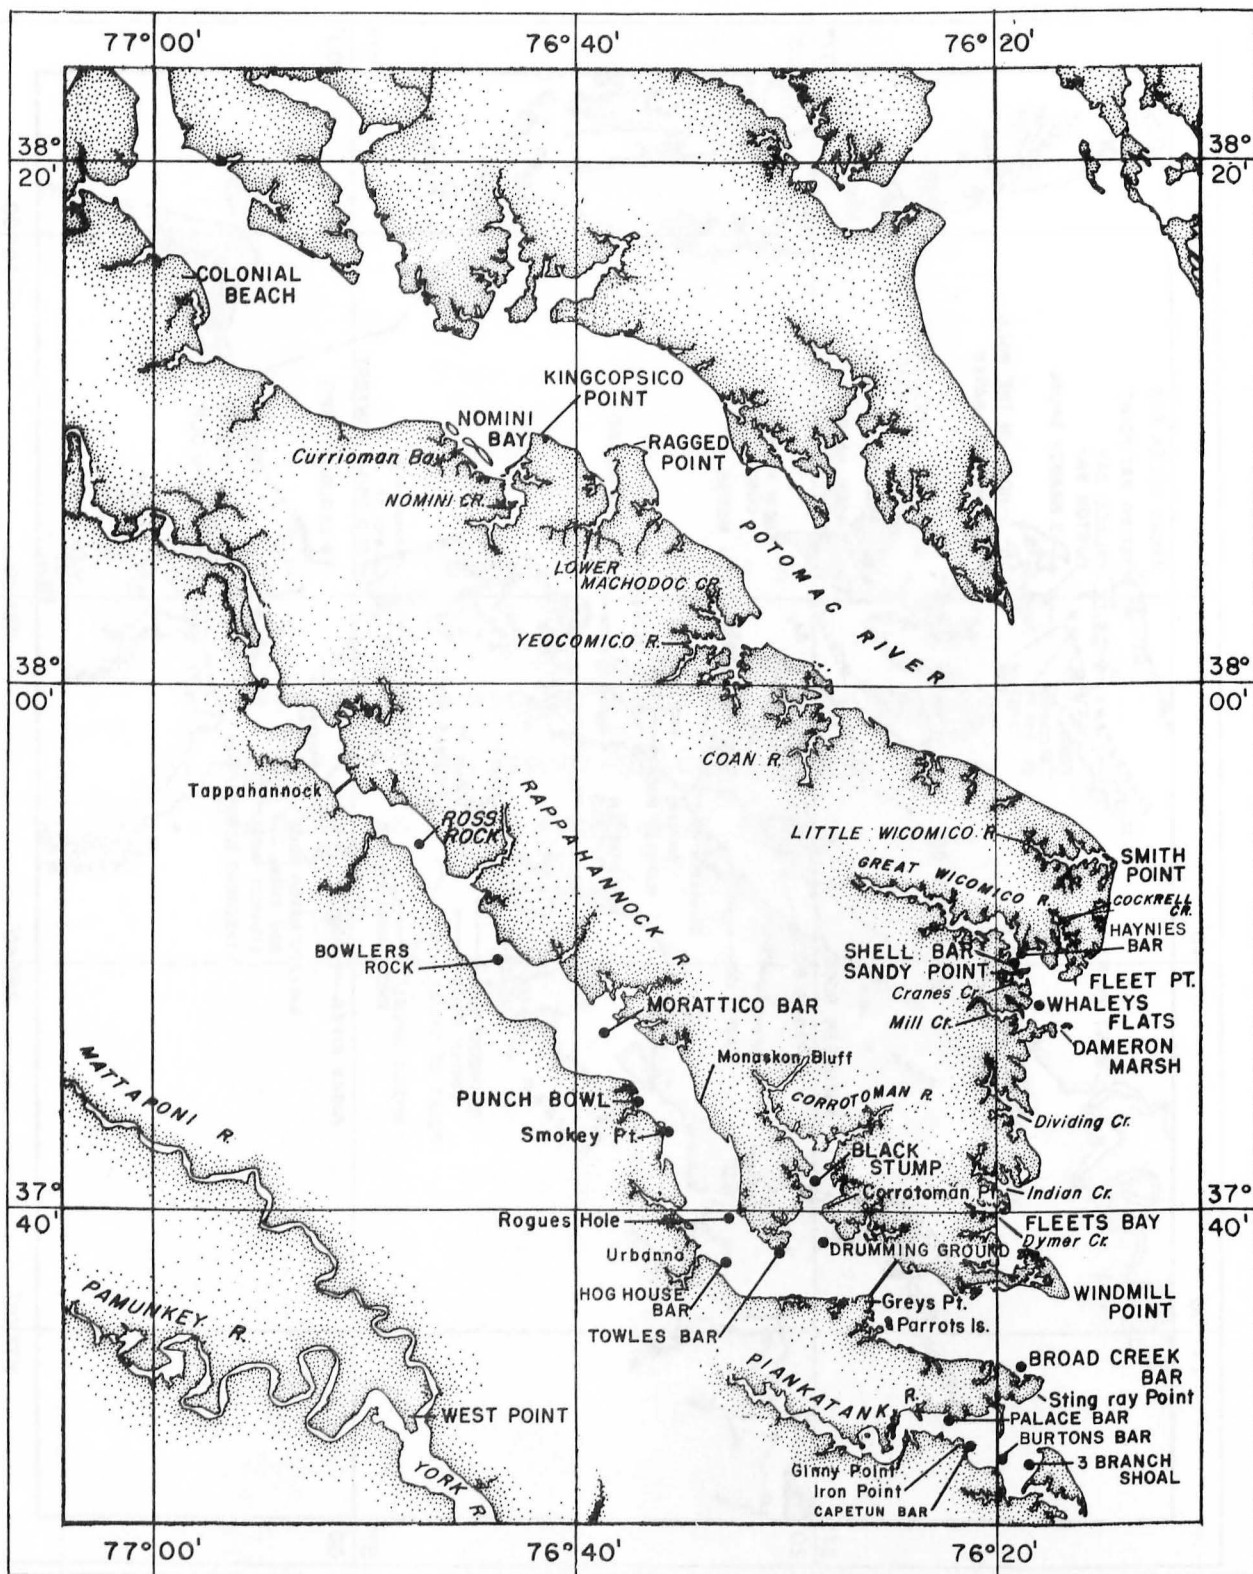 77° 00'
76° 40'
76° 20'
38°
20'
38°
20'
COLONIAL
BEACH
KINGCOPSICO
POINT
NOMINI
BAY
RAGGED
POINT
Currioman Bay
NOMINI CR.
LOWER
MACHODOC CR.
POTOMAC RIVER
YEOCOMICO R.
38°
00'
38°
00'
COAN R.
Tappahannock
ROSS
ROCK
RAPPAHANNOCK R.
LITTLE WICOMICO R.
SMITH
POINT
GREAT WICOMICO R.
COCKRELL
CR.
HAYNIES
BAR
BOWLERS
ROCK
SHELL BAR
SANDY POINT
FLEET PT.
Cranes Cr.
MORATTICO BAR
WHALEYS
FLATS
Mill Cr.
DAMERON
MARSH
MATTAPONI R.
Monaskon Bluff
PUNCH BOWL
CORROTOMAN R.
Smokey Pt.
Dividing Cr.
BLACK
STUMP
Corrotoman Pt.
Indian Cr.
37°
40'
37°
40'
Rogues Hole
FLEETS BAY
Dymer Cr.
Urbanna
DRUMMING GROUND
HOG HOUSE
BAR
WINDMILL
POINT
Greys Pt.
Parrots Is.
TOWLES BAR
PAMUNKEY R.
BROAD CREEK
BAR
PIANKATANK R.
Sting ray Point
WEST POINT
PALACE BAR
BURTONS BAR
Ginny Point
3 BRANCH
SHOAL
Iron Point
CAPETUN BAR
YORK R.
77° 00'
76° 40'
76° 20'